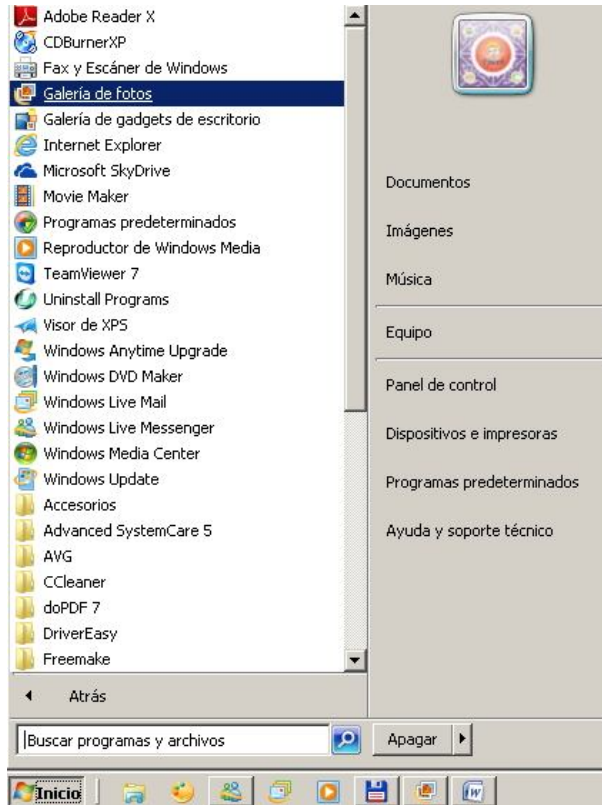 Adobe Reader X
CDBurnerXP
Fax y Escáner de Windows
Galería de fotos
Galería de gadgets de escritorio
Internet Explorer
Microsoft SkyDrive
Movie Maker
Programas predeterminados
Reproductor de Windows Media
TeamViewer 7
Uninstall Programs
Visor de XPS
Windows Anytime Upgrade
Windows DVD Maker
Windows Live Mail
Windows Live Messenger
Windows Media Center
Windows Update
Accesorios
Advanced SystemCare 5
AVG
CCleaner
doPDF 7
DriverEasy
Freemake
Atrás
Buscar programas y archivos
Documentos
Imágenes
Música
Equipo
Panel de control
Dispositivos e impresoras
Programas predeterminados
Ayuda y soporte técnico
Apagar
Inicio